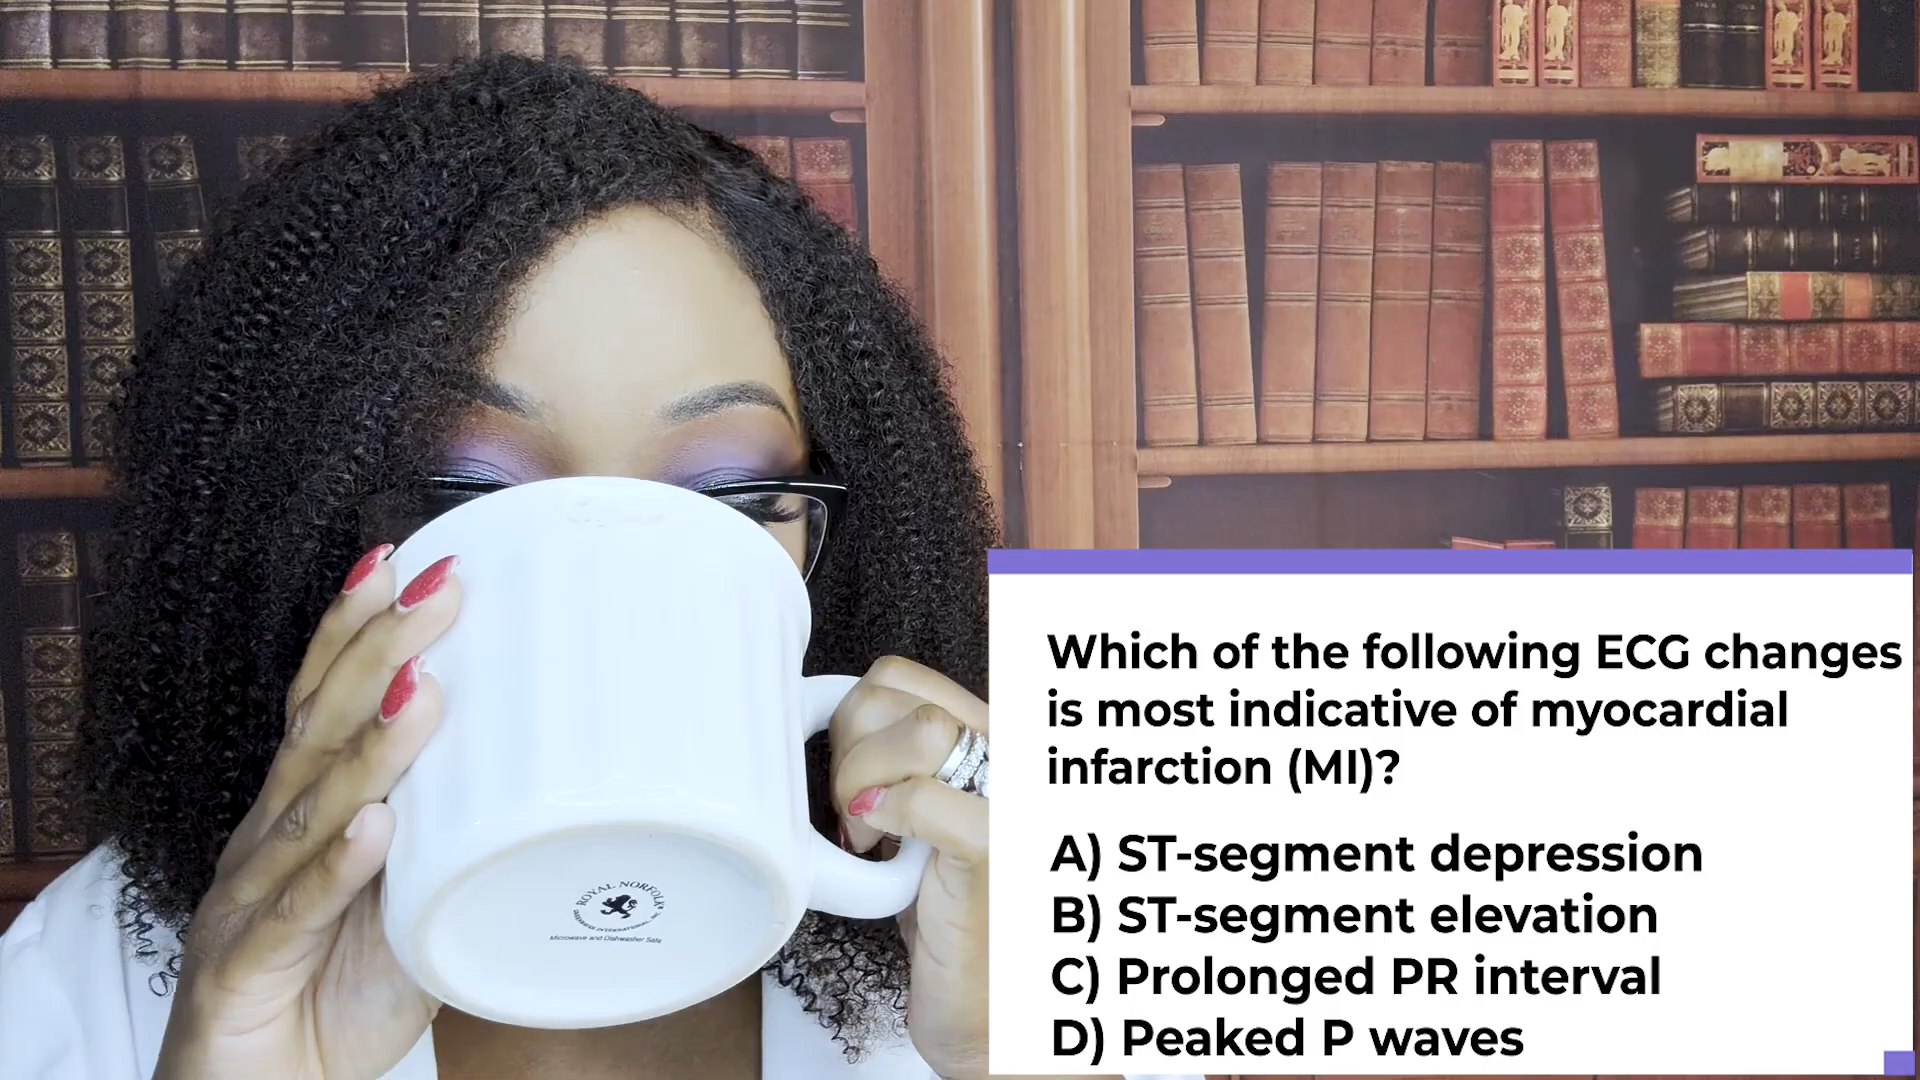 Which of the following ECG changes
is most indicative of myocardial
infarction (MI)?
A) ST-segment depression
B) ST-segment elevation
C) Prolonged PR interval
D) Peaked P waves
ROYAL NORFOLK
Microwave and Dishwasher Safe